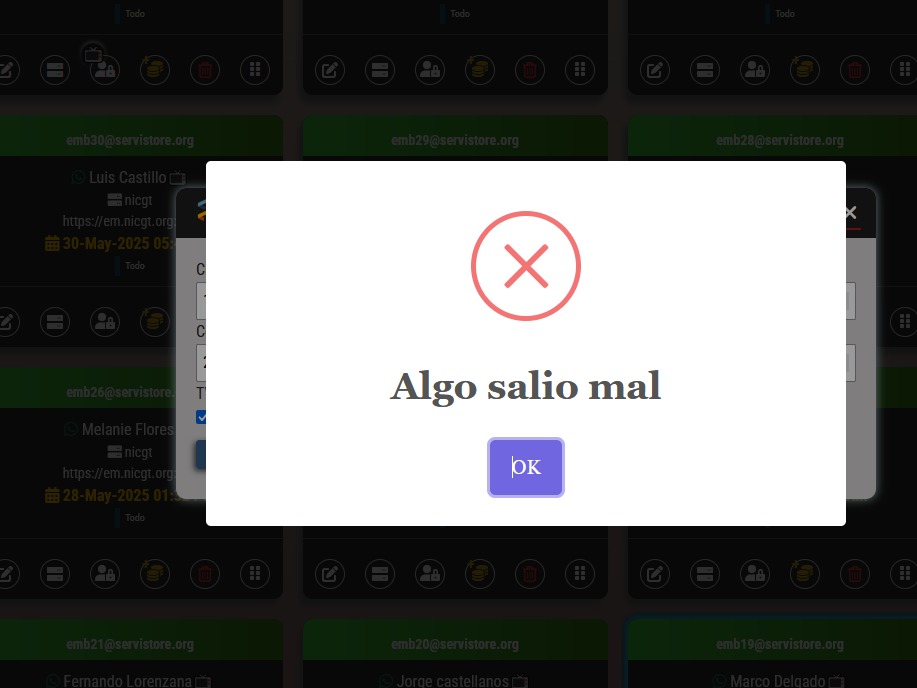 Todo
Todo
Todo
emb30@servistore.org
emb29@servistore.org
emb28@servistore.org
Luis Castillo
nicgt
https://em.nicgt.org:
30-May-2025 05:
Todo
Algo salio mal
OK
emb26@servistore.
Melanie Flores
nicgt
https://em.nicgt.org:
28-May-2025 01:
Todo
emb21@servistore.org
emb20@servistore.org
emb19@servistore.org
Fernando Lorenzana
Jorge castellanos
Marco Delgado